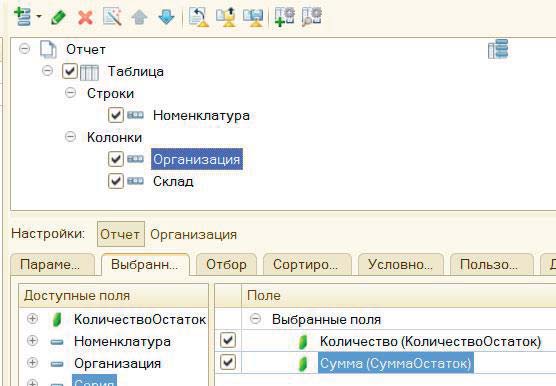 Отчет
Таблица
Строки
Номенклатура
Колонки
Организация
Склад
Настройки: Отчет Организация
Параме... Выбранн... Отбор Сортиро... Условно... Пользо... Д
Доступные поля Поле
КоличествоОстаток Выбранные поля
Номенклатура Количество (КоличествоОстаток)
Организация Сумма (СуммаОстаток)
Серия